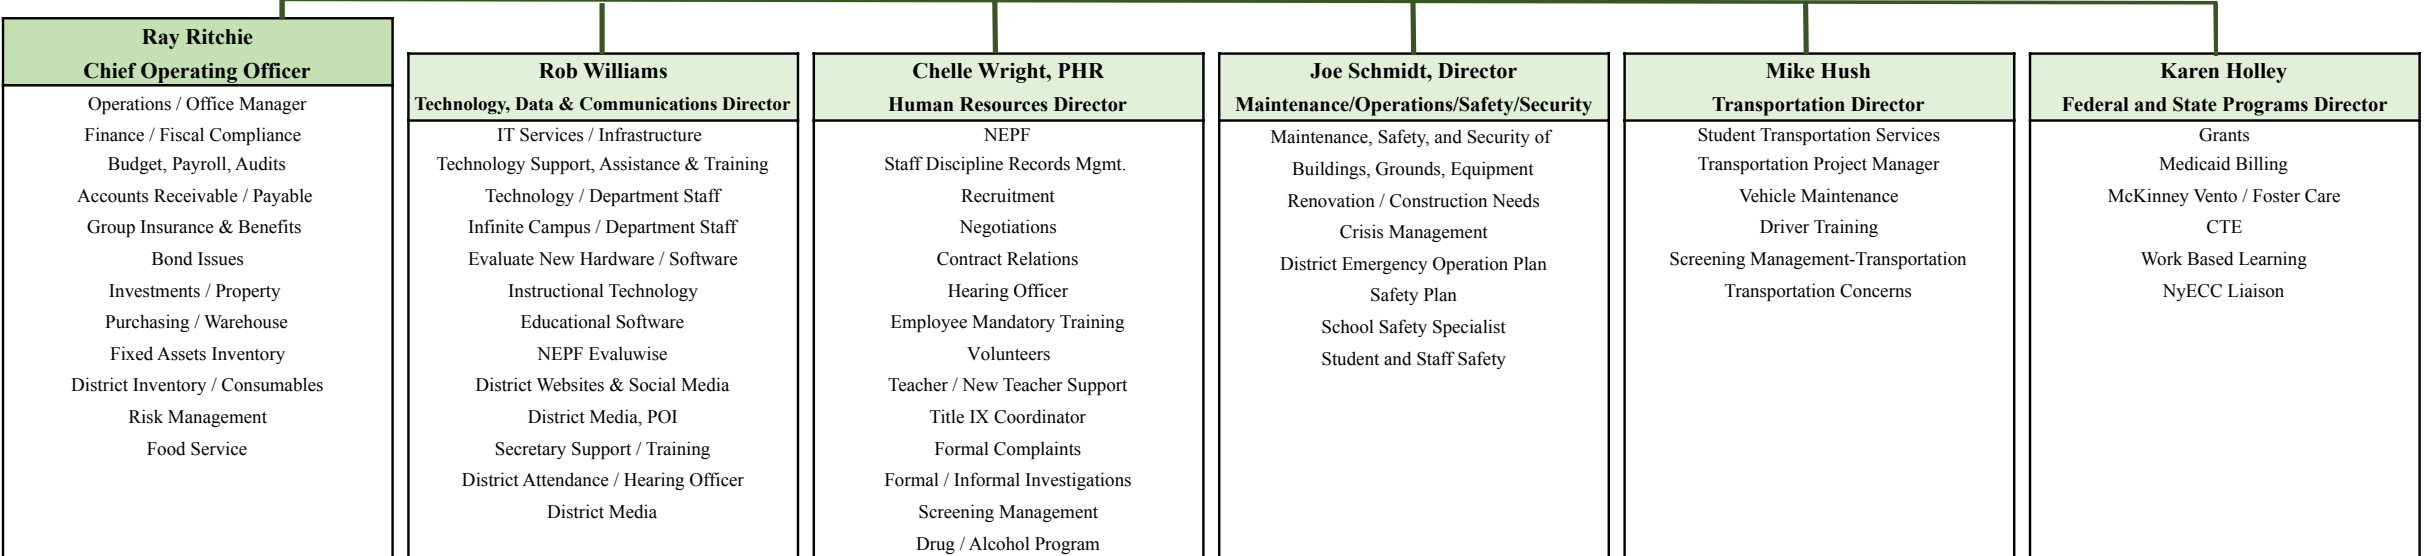 Ray Ritchie
Chief Operating Officer
Operations / Office Manager
Finance / Fiscal Compliance
Budget, Payroll, Audits
Accounts Receivable / Payable
Group Insurance & Benefits
Bond Issues
Investments / Property
Purchasing / Warehouse
Fixed Assets Inventory
District Inventory / Consumables
Risk Management
Food Service
Rob Williams
Technology, Data & Communications Director
IT Services / Infrastructure
Technology Support, Assistance & Training
Technology / Department Staff
Infinite Campus / Department Staff
Evaluate New Hardware / Software
Instructional Technology
Educational Software
NEPF Evaluwise
District Websites & Social Media
District Media, POI
Secretary Support / Training
District Attendance / Hearing Officer
District Media
Chelle Wright, PHR
Human Resources Director
NEPF
Staff Discipline Records Mgmt.
Recruitment
Negotiations
Contract Relations
Hearing Officer
Employee Mandatory Training
Volunteers
Teacher / New Teacher Support
Title IX Coordinator
Formal Complaints
Formal / Informal Investigations
Screening Management
Drug / Alcohol Program
Joe Schmidt, Director
Maintenance/Operations/Safety/Security
Maintenance, Safety, and Security of
Buildings, Grounds, Equipment
Renovation / Construction Needs
Crisis Management
District Emergency Operation Plan
Safety Plan
School Safety Specialist
Student and Staff Safety
Mike Hush
Transportation Director
Student Transportation Services
Transportation Project Manager
Vehicle Maintenance
Driver Training
Screening Management-Transportation
Transportation Concerns
Karen Holley
Federal and State Programs Director
Grants
Medicaid Billing
McKinney Vento / Foster Care
CTE
Work Based Learning
NyECC Liaison